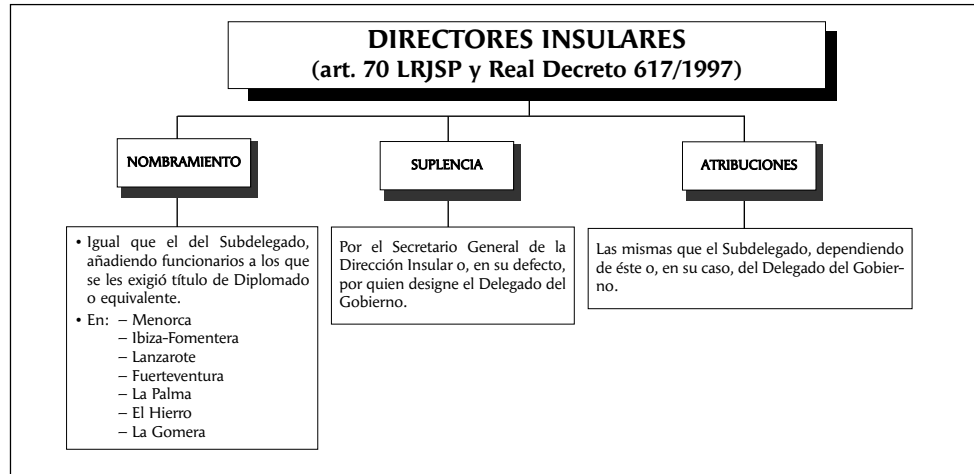 DIRECTORES INSULARES
(art. 70 LRJSP y Real Decreto 617/1997)
NOMBRAMIENTO
• Igual que el del Subdelegado,
añadiendo funcionarios a los que
se les exigió título de Diplomado
o equivalente.
• En: – Menorca
– Ibiza-Fomentera
– Lanzarote
– Fuerteventura
– La Palma
– El Hierro
– La Gomera
SUPLENCIA
Por el Secretario General de la
Dirección Insular o, en su defecto,
por quien designe el Delegado del
Gobierno.
ATRIBUCIONES
Las mismas que el Subdelegado, dependiendo
de éste o, en su caso, del Delegado del Gobier-
no.